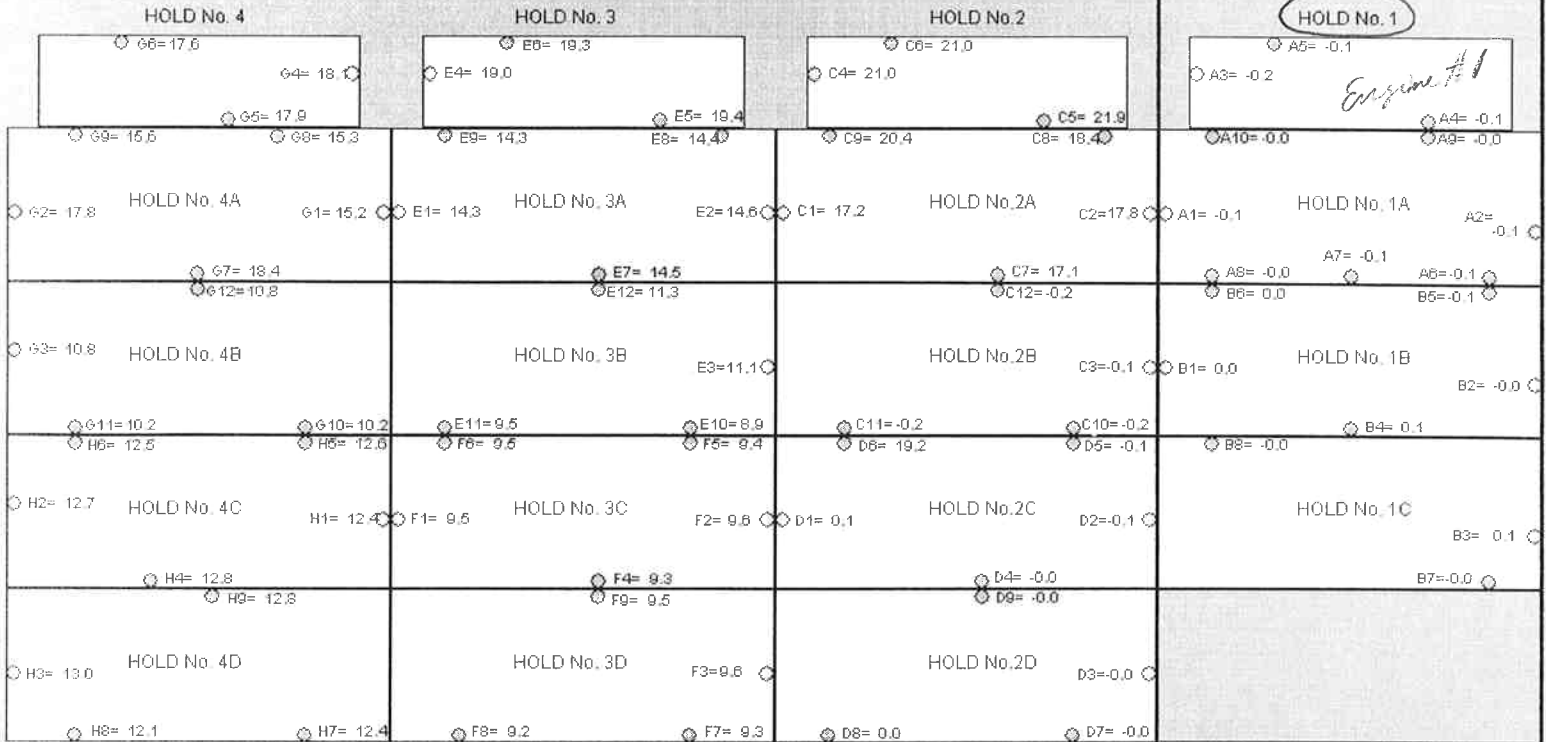 HOLD No. 4 HOLD No. 3 HOLD No.2 HOLD No. 1
G6= 17,6 E6= 19,3 C6= 21,0 A5= -0,1
G4= 18,1 E4= 19,0 C4= 21,0 A3= -0,2 Engine #1
G5= 17,9 E5= 19,4 C5= 21,9 A4= -0,1
G9= 15,6 G8= 15,3 E9= 14,3 E8= 14,4 C9= 20,4 C8= 18,4 A10= -0,0 A9= -0,0
HOLD No. 4A HOLD No. 3A HOLD No.2A HOLD No. 1A
G2= 17,8 G1= 15,2 E1= 14,3 E2= 14,6 C1= 17,2 C2=17,8 A1= -0,1 A2=
-0,1
A7= -0,1
G7= 18,4 E7= 14,5 C7= 17,1 A8= -0,0 A6=-0,1
G12=10,8 E12= 11,3 C12=-0,2 B6= 0,0 B5=-0,1
G3= 10,8 HOLD No. 4B HOLD No. 3B HOLD No.2B HOLD No. 1B
E3=11,1 C3=-0,1 B1= 0,0
B2= -0,0
G11= 10,2 G10= 10,2 E11= 9,5 E10= 8,9 C11= -0,2 C10= -0,2 B4= 0,1
H6= 12,5 H5= 12,6 F6= 9,5 F5= 9,4 D6= 19,2 D5= -0,1 B8= -0,0
H2= 12,7 HOLD No. 4C HOLD No. 3C HOLD No.2C HOLD No. 1C
H1= 12,4 F1= 9,5 F2= 9,6 D1= 0,1 D2=-0,1
B3= 0,1
H4= 12,8 F4= 9,3 D4= -0,0 B7=-0,0
H9= 12,8 F9= 9,5 D9= -0,0
HOLD No. 4D HOLD No. 3D HOLD No.2D
H3= 13,0 F3=9,6 D3=-0,0
H8= 12,1 H7= 12,4 F8= 9,2 F7= 9,3 D8= 0,0 D7= -0,0